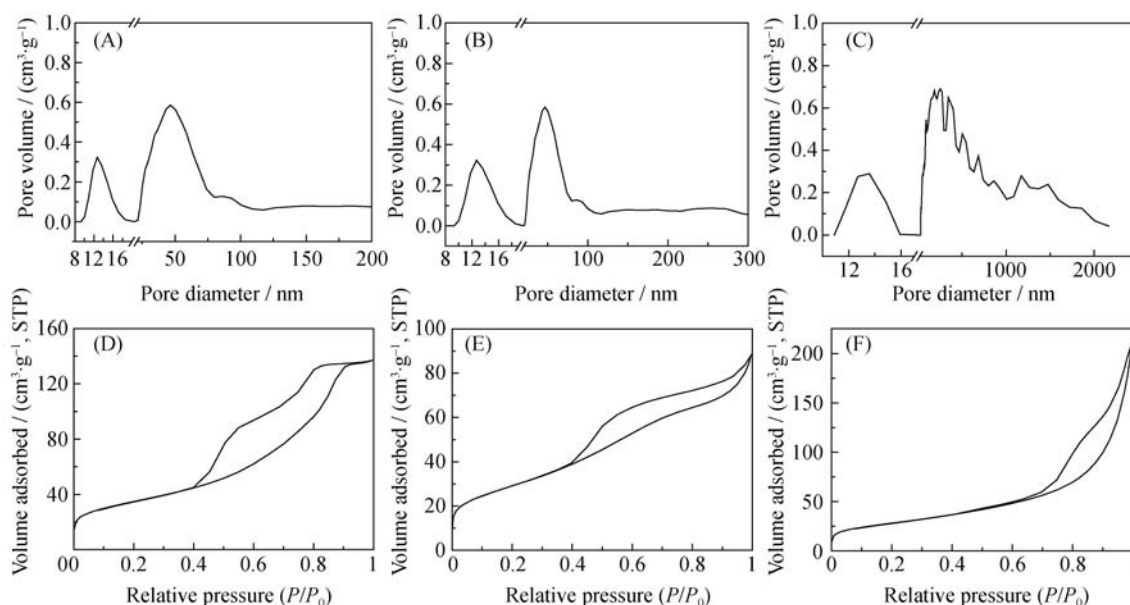 (A)
Pore volume / (cm³·g⁻¹)
1.0
0.8
0.6
0.4
0.2
0.0
8 12 16 50 100 150 200
Pore diameter / nm
(B)
Pore volume / (cm³·g⁻¹)
1.0
0.8
0.6
0.4
0.2
0.0
8 12 16 100 200 300
Pore diameter / nm
(C)
Pore volume / (cm³·g⁻¹)
1.0
0.8
0.6
0.4
0.2
0.0
12 16 1000 2000
Pore diameter / nm
(D)
Volume adsorbed / (cm³·g⁻¹, STP)
160
120
80
40
0
0 0.2 0.4 0.6 0.8 1
Relative pressure (P/P₀)
(E)
Volume adsorbed / (cm³·g⁻¹, STP)
100
80
60
40
20
0
0 0.2 0.4 0.6 0.8 1
Relative pressure (P/P₀)
(F)
Volume adsorbed / (cm³·g⁻¹, STP)
200
150
100
50
0
0 0.2 0.4 0.6 0.8 1
Relative pressure (P/P₀)